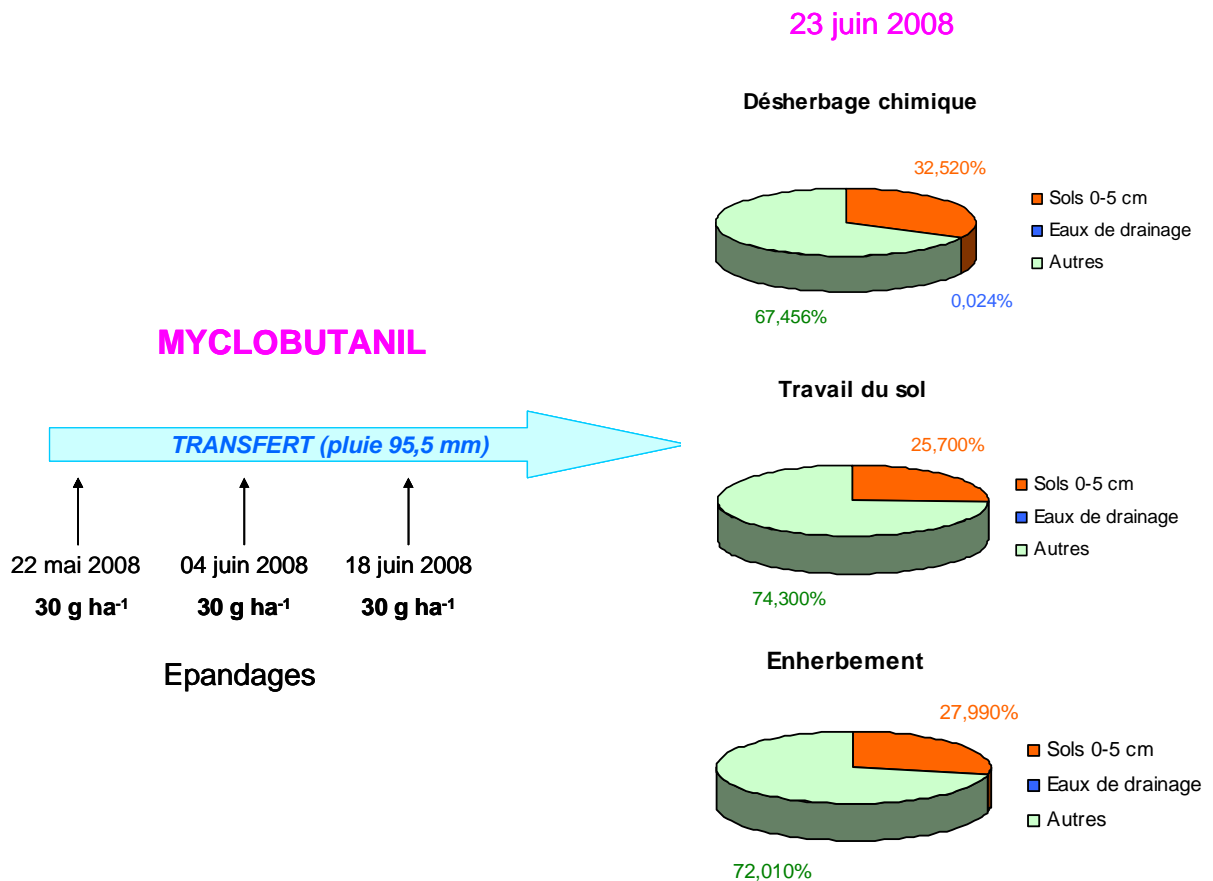 23 juin 2008
Désherbage chimique
32,520%
Sols 0-5 cm
Eaux de drainage
Autres
0,024%
67,456%
MYCLOBUTANIL
Travail du sol
TRANSFERT (pluie 95,5 mm)
25,700%
Sols 0-5 cm
Eaux de drainage
Autres
22 mai 2008 04 juin 2008 18 juin 2008
30 g ha⁻¹ 30 g ha⁻¹ 30 g ha⁻¹
74,300%
Epandages
Enherbement
27,990%
Sols 0-5 cm
Eaux de drainage
Autres
72,010%